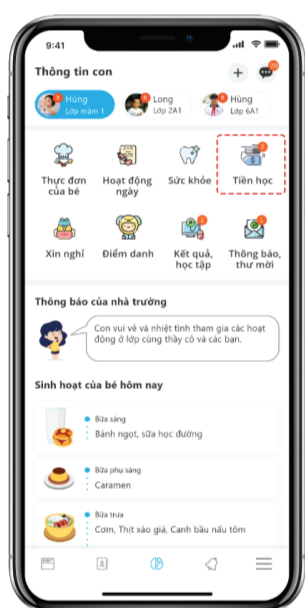 9:41
Thông tin con
20
3
Hùng
Lớp mầm 1
6
Long
Lớp 2A1
Hùng
Lớp 6A1
Thực đơn của bé
Hoạt động ngày
Sức khỏe
2
Tiền học
Xin nghỉ
Điểm danh
Kết quả, học tập
Thông báo, thư mời
Thông báo của nhà trường
Con vui vẻ và nhiệt tình tham gia các hoạt
động ở lớp cùng thầy cô và các bạn.
Sinh hoạt của bé hôm nay
Bữa sáng
Bánh ngọt, sữa học đường
Bữa phụ sáng
Caramen
Bữa trưa
Cơm, Thịt xào giá, Canh bầu nấu tôm